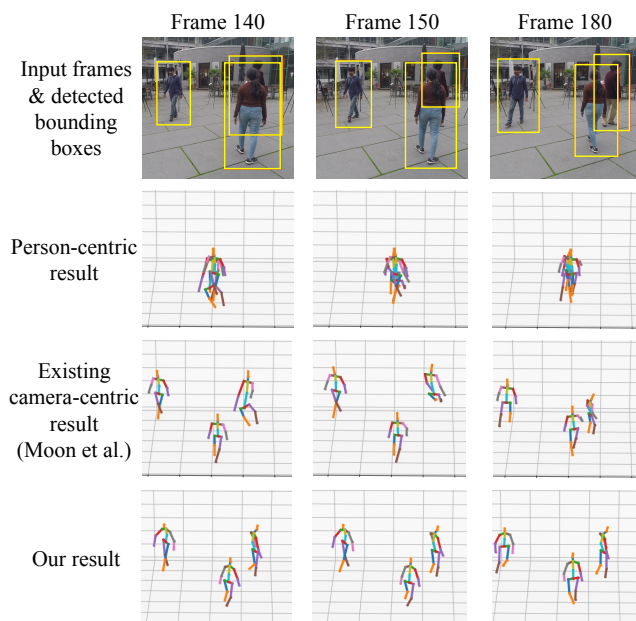 Frame 140 Frame 150 Frame 180
Input frames
& detected
bounding
boxes
Person-centric
result
Existing
camera-centric
result
(Moon et al.)
Our result